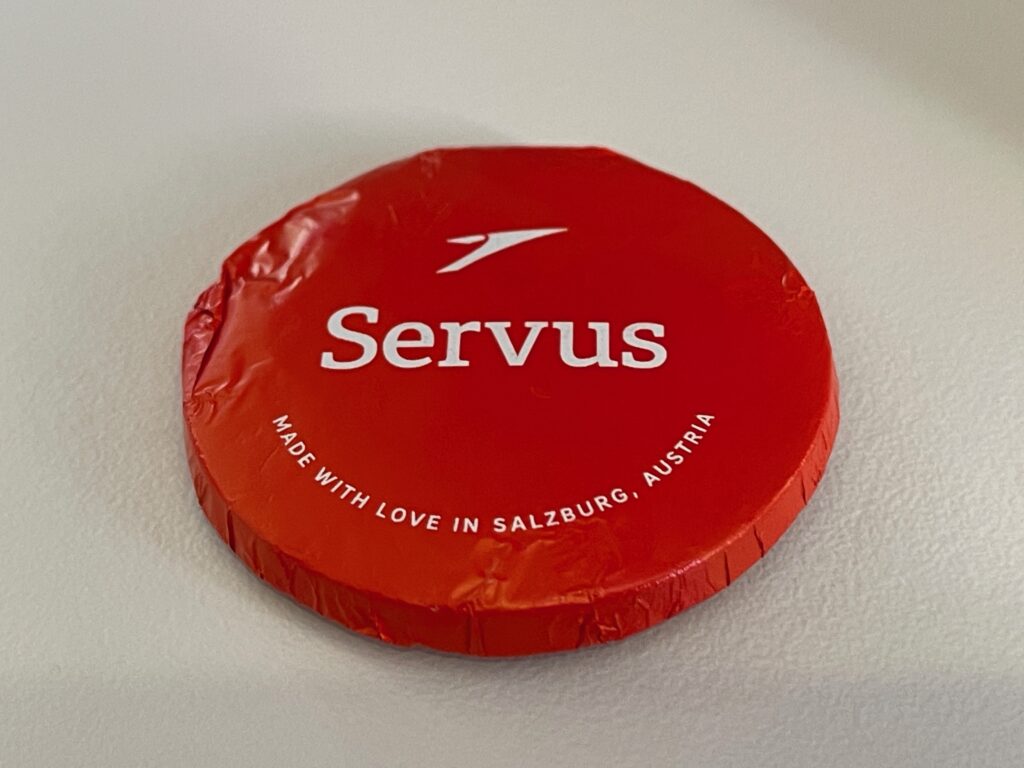 Servus
MADE WITH LOVE IN SALZBURG, AUSTRIA